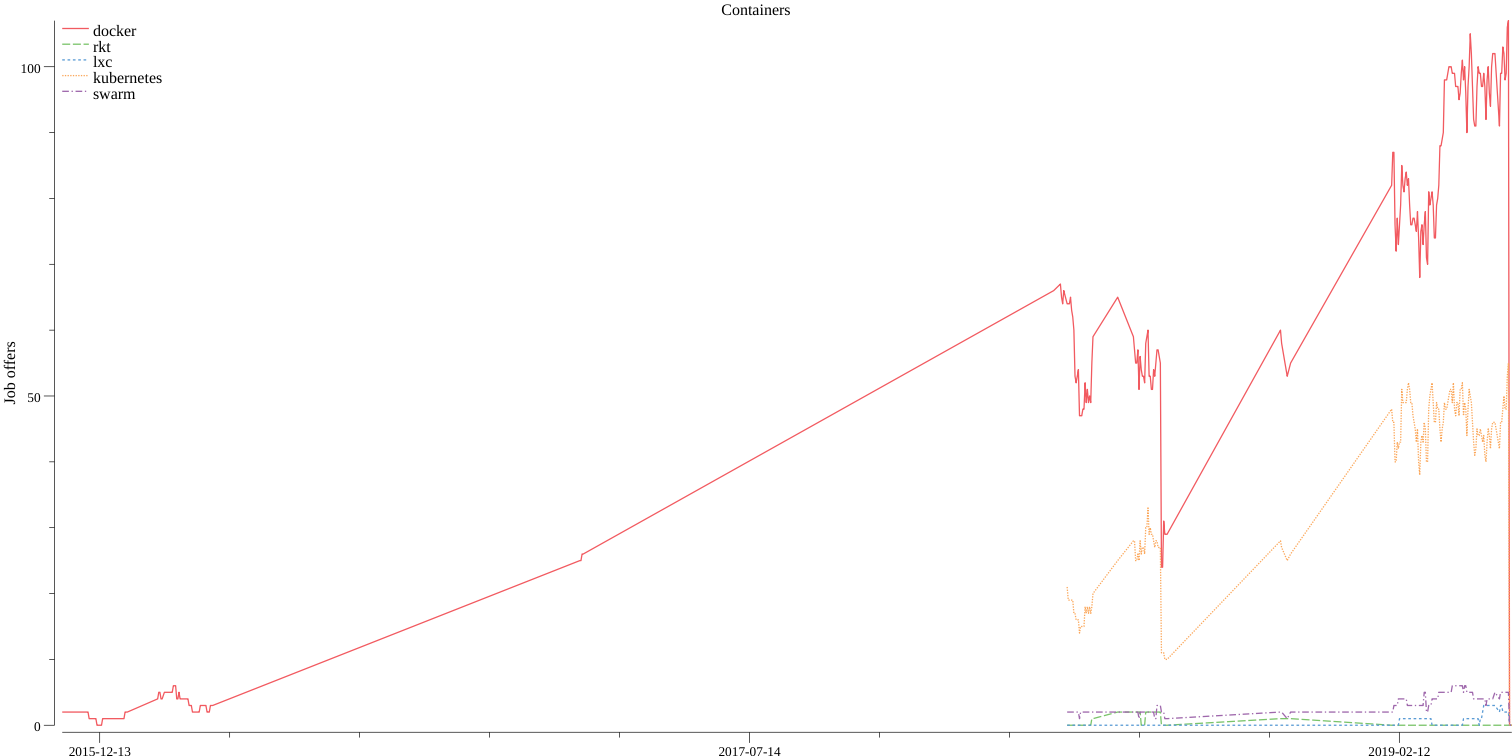 Containers
docker
rkt
lxc
kubernetes
swarm
100
50
0
Job offers
2015-12-13
2017-07-14
2019-02-12